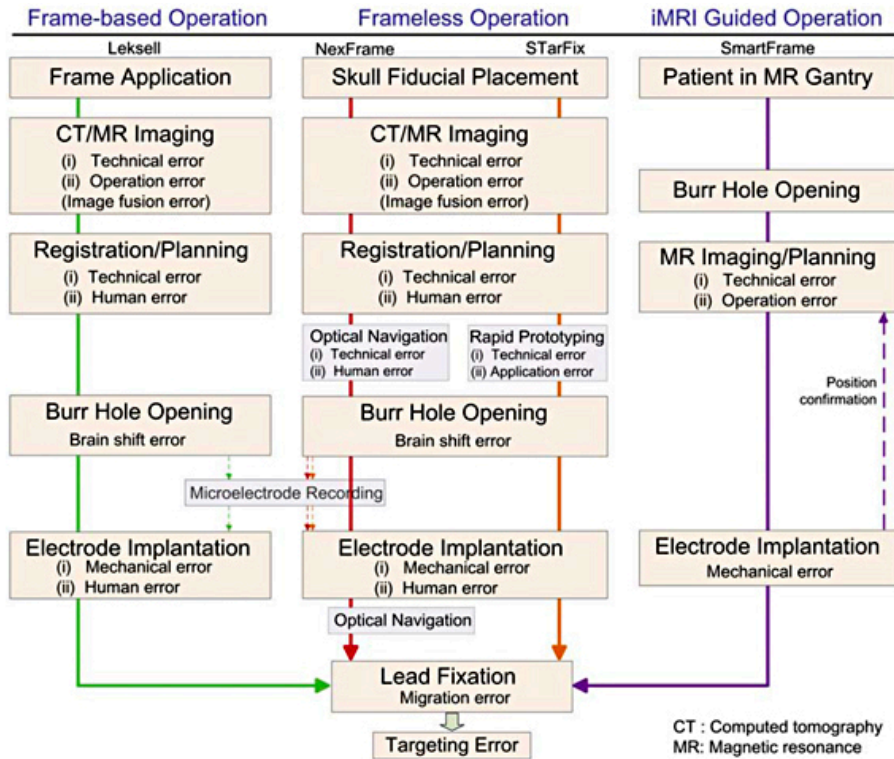 Frame-based Operation
Frameless Operation
iMRI Guided Operation
Leksell
NexFrame
STarFix
SmartFrame
Frame Application
Skull Fiducial Placement
Patient in MR Gantry
CT/MR Imaging
(i) Technical error
(ii) Operation error
(Image fusion error)
CT/MR Imaging
(i) Technical error
(ii) Operation error
(Image fusion error)
Burr Hole Opening
Registration/Planning
(i) Technical error
(ii) Human error
Registration/Planning
(i) Technical error
(ii) Human error
MR Imaging/Planning
(i) Technical error
(ii) Operation error
Optical Navigation
(i) Technical error
(ii) Human error
Rapid Prototyping
(i) Technical error
(ii) Application error
Position
confirmation
Burr Hole Opening
Brain shift error
Burr Hole Opening
Brain shift error
Microelectrode Recording
Electrode Implantation
(i) Mechanical error
(ii) Human error
Electrode Implantation
(i) Mechanical error
(ii) Human error
Electrode Implantation
Mechanical error
Optical Navigation
Lead Fixation
Migration error
Targeting Error
CT : Computed tomography
MR: Magnetic resonance